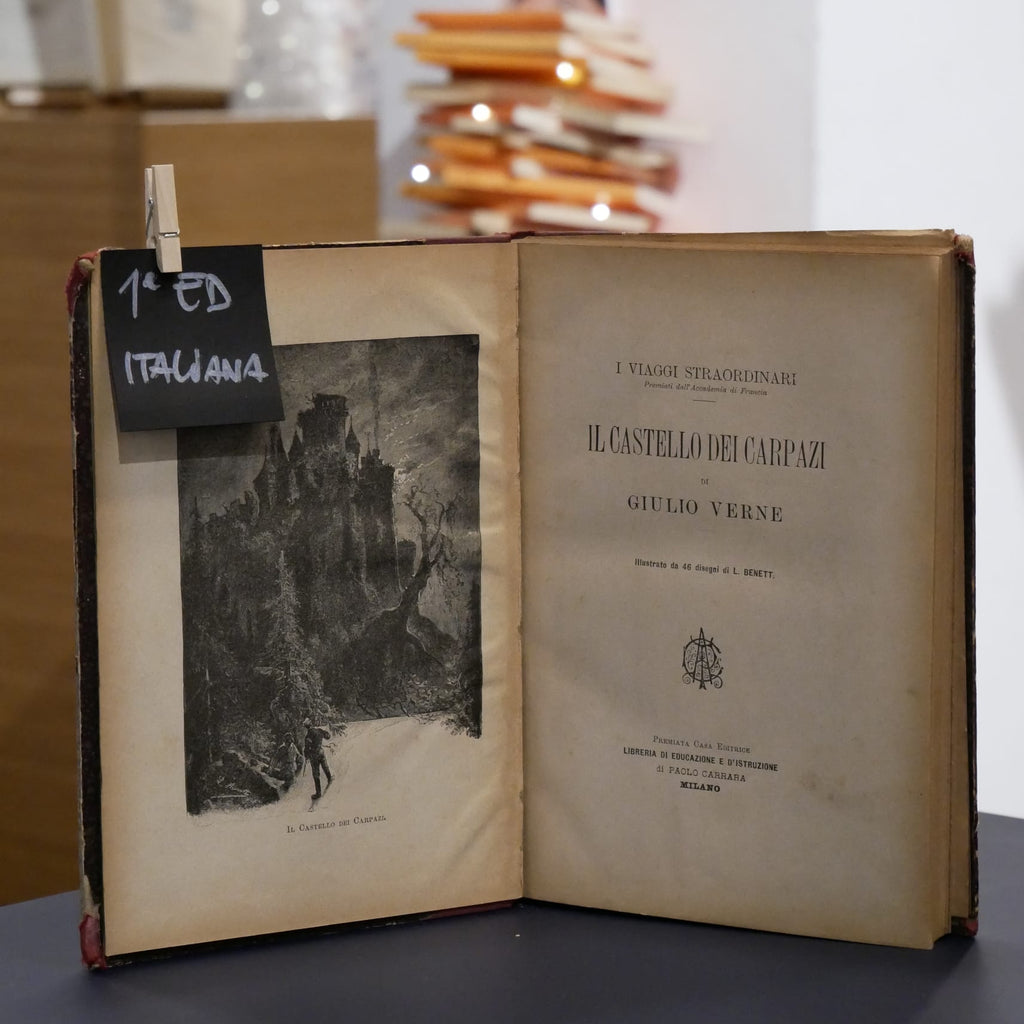 1ª ED
ITALIANA
IL CASTELLO DEI CARPAZI.
I VIAGGI STRAORDINARI
Premiati dall'Accademia di Francia
IL CASTELLO DEI CARPAZI
DI
GIULIO VERNE
Illustrato da 46 disegni di L. BENETT.
PREMIATA CASA EDITRICE
LIBRERIA DI EDUCAZIONE E D'ISTRUZIONE
di PAOLO CARRARA
MILANO